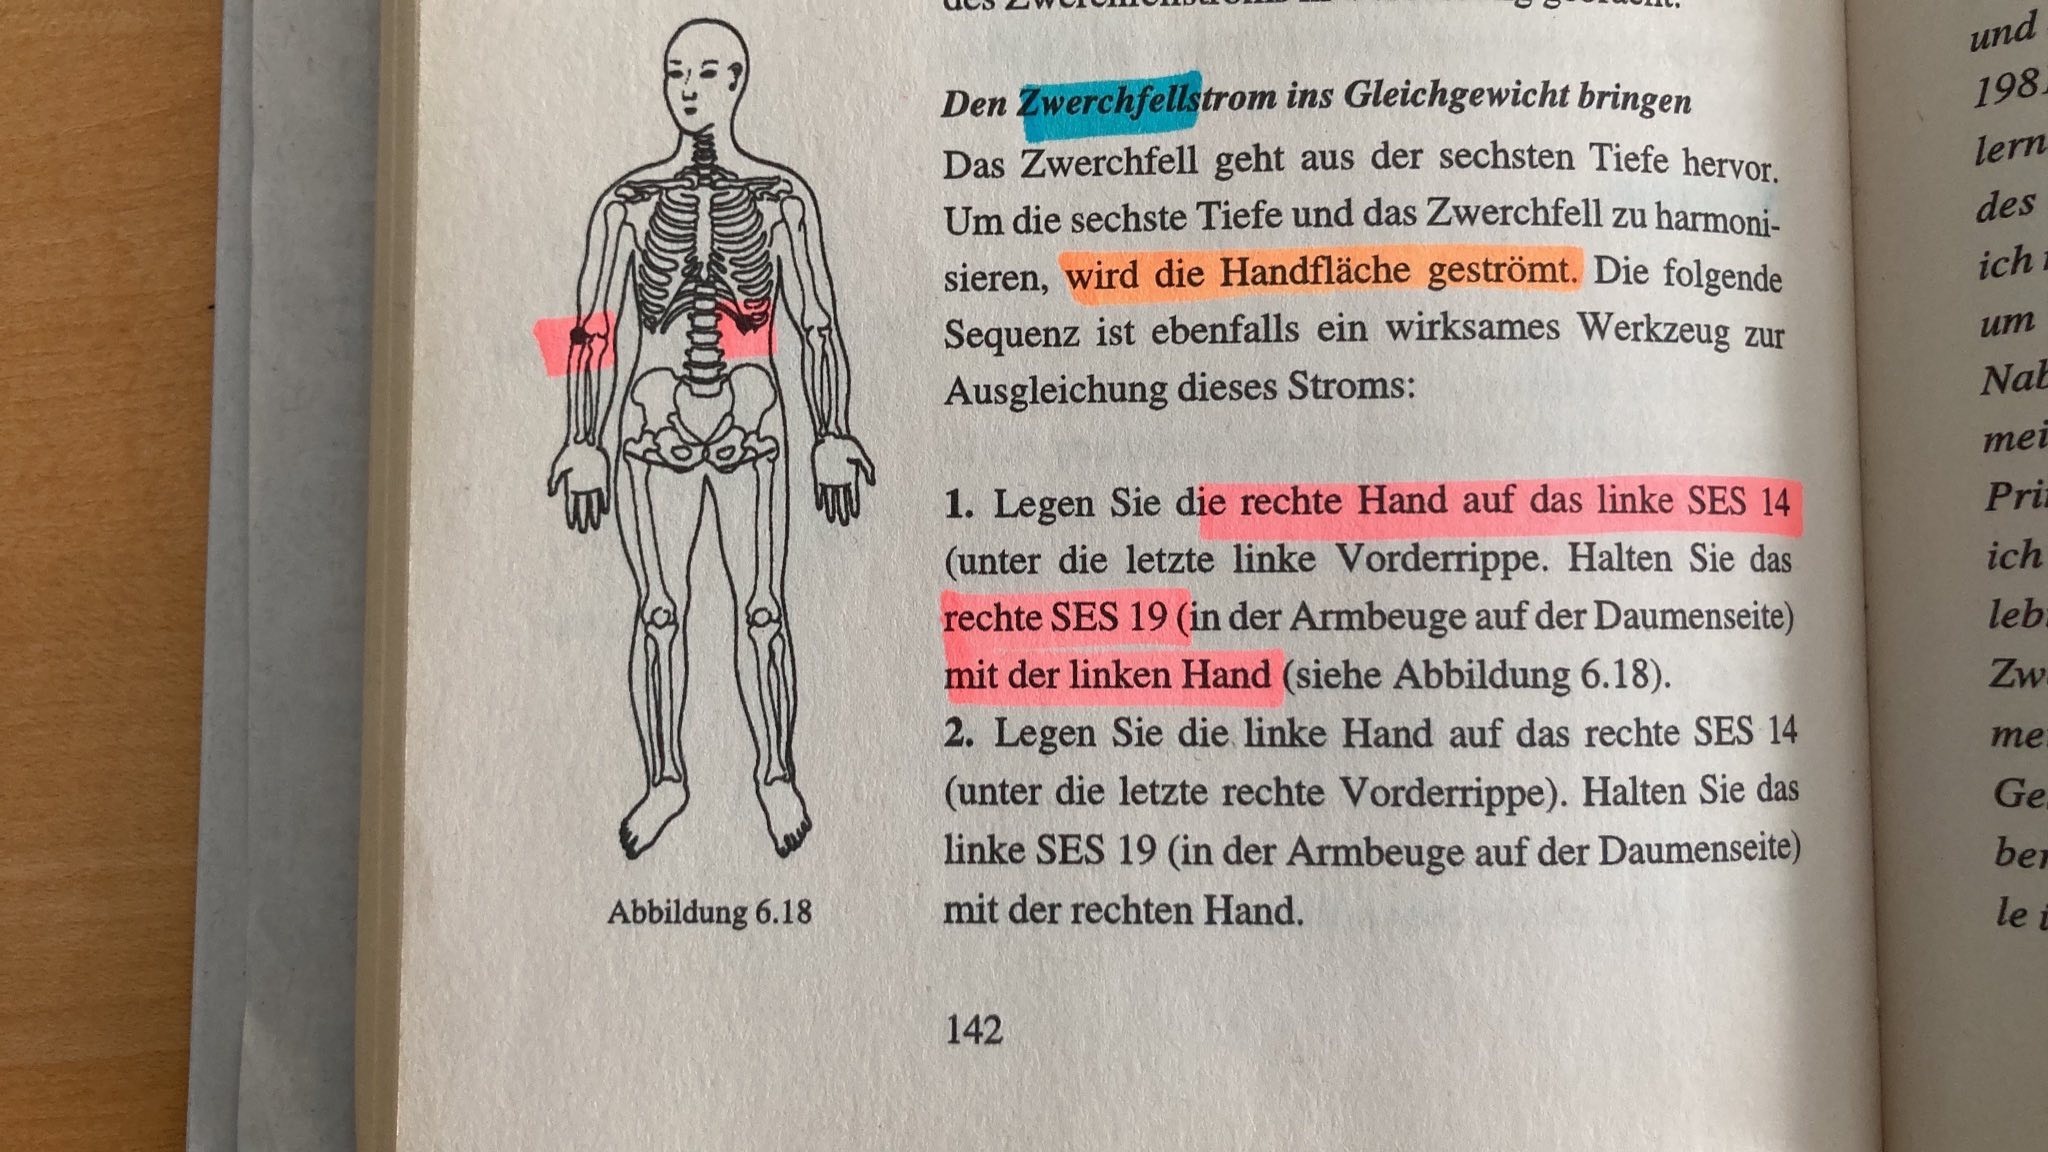 Den Zwerchfellstrom ins Gleichgewicht bringen
Das Zwerchfell geht aus der sechsten Tiefe hervor.
Um die sechste Tiefe und das Zwerchfell zu harmoni-
sieren, wird die Handfläche geströmt. Die folgende
Sequenz ist ebenfalls ein wirksames Werkzeug zur
Ausgleichung dieses Stroms:
1. Legen Sie die rechte Hand auf das linke SES 14
(unter die letzte linke Vorderrippe. Halten Sie das
rechte SES 19 (in der Armbeuge auf der Daumenseite)
mit der linken Hand (siehe Abbildung 6.18).
2. Legen Sie die linke Hand auf das rechte SES 14
(unter die letzte rechte Vorderrippe). Halten Sie das
linke SES 19 (in der Armbeuge auf der Daumenseite)
mit der rechten Hand.
Abbildung 6.18
142
und
198
lern
des
ich
um
Nab
mei
Pri
ich
leb
Zw
me
Ge
ber
le i